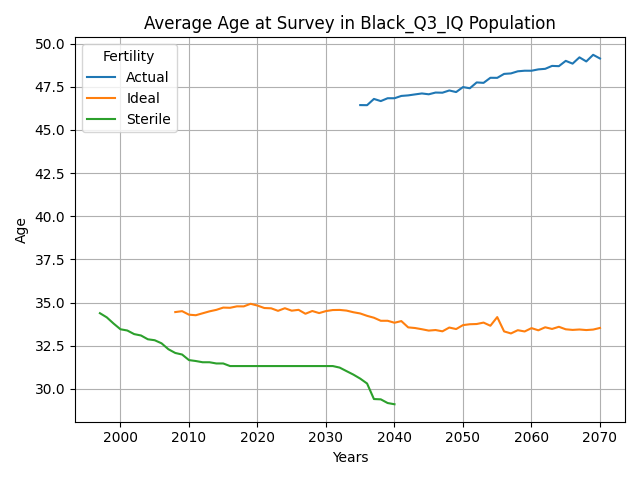 Average Age at Survey in Black_Q3_IQ Population
Fertility
Actual
Ideal
Sterile
50.0
47.5
45.0
42.5
40.0
37.5
35.0
32.5
30.0
Age
2000
2010
2020
2030
2040
2050
2060
2070
Years